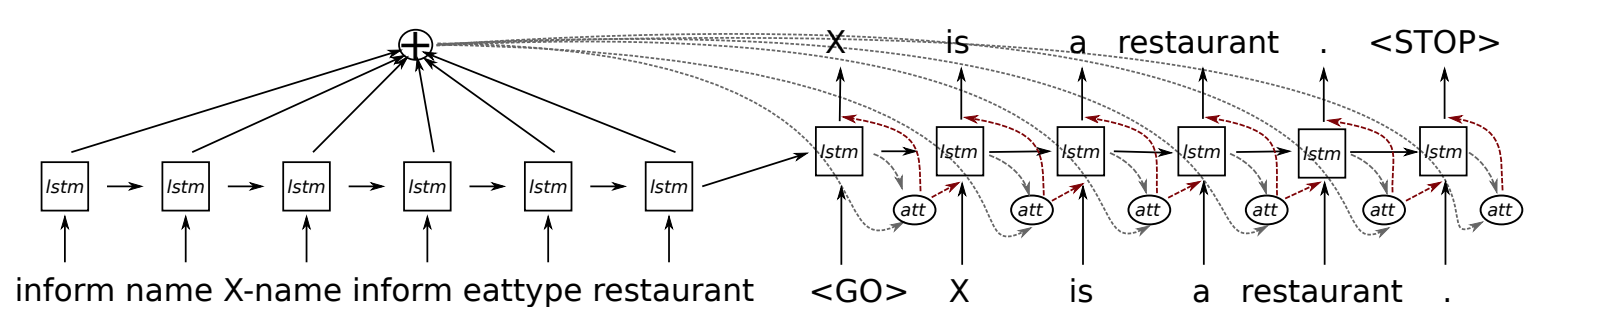 X is a restaurant . <STOP>
lstm lstm lstm lstm lstm lstm
lstm lstm lstm lstm lstm lstm
att att att att att att
inform name X-name inform eattype restaurant <GO> X is a restaurant .